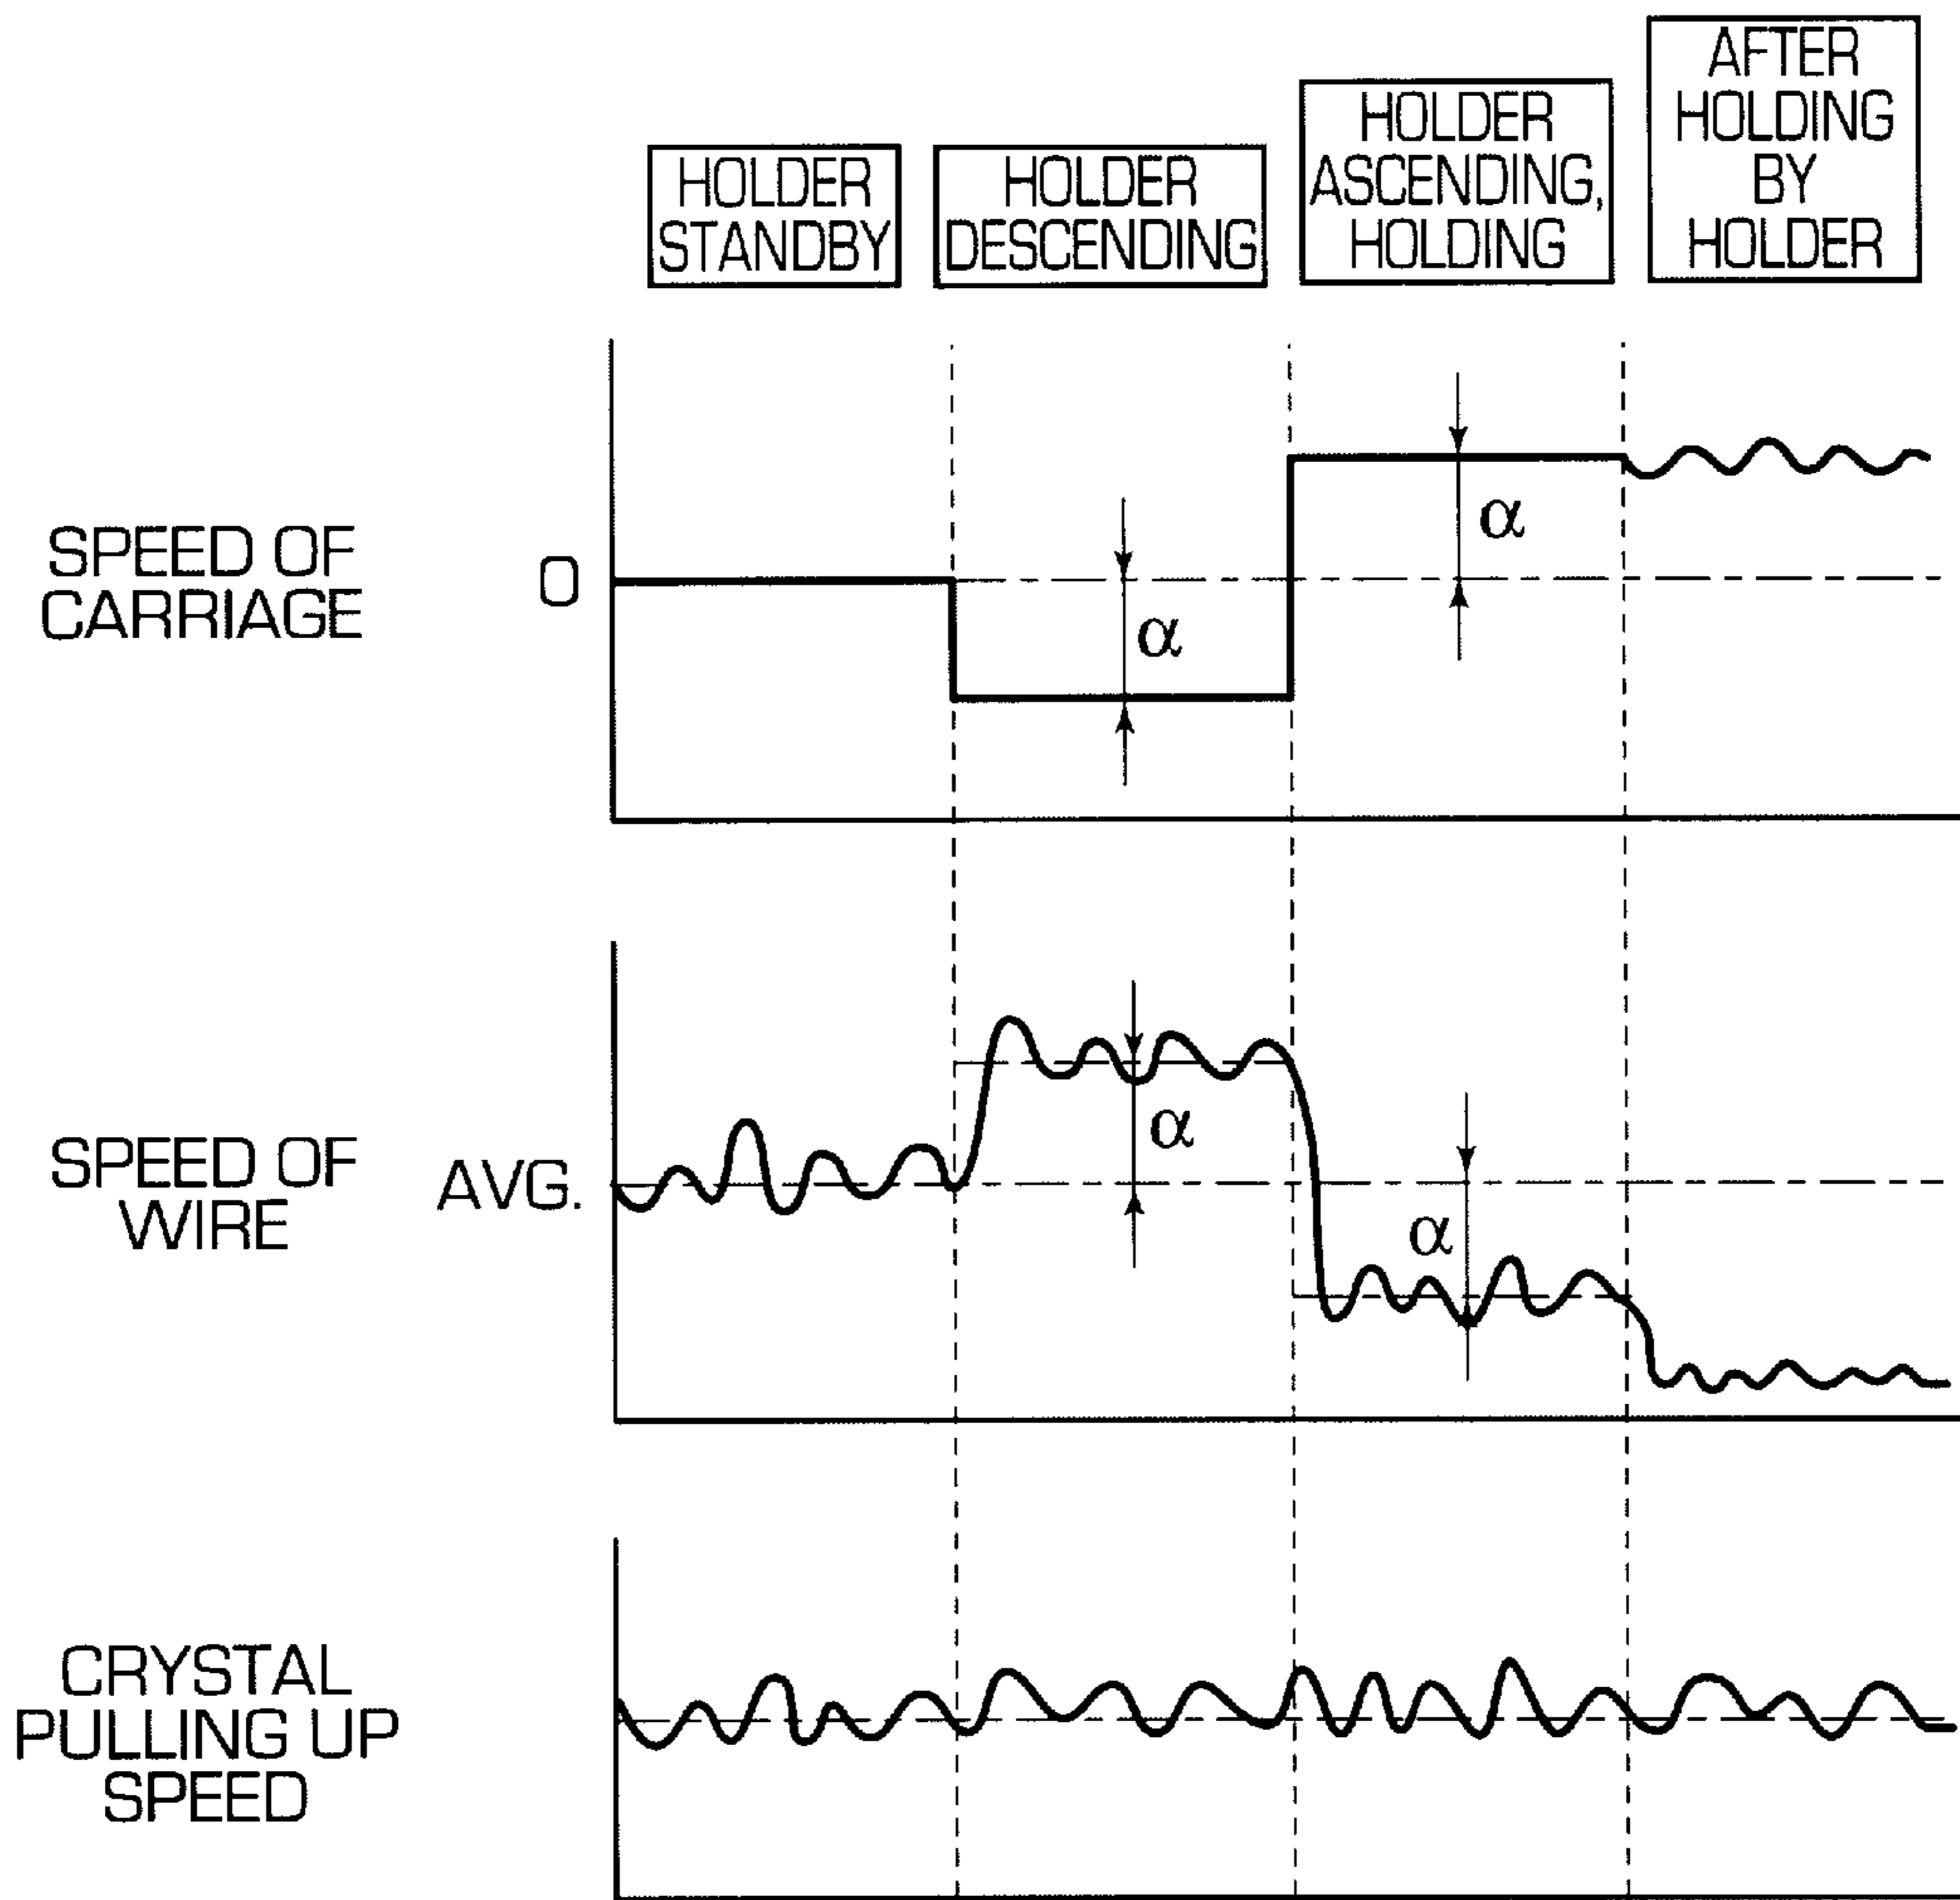 HOLDER
STANDBY
HOLDER
DESCENDING
HOLDER
ASCENDING,
HOLDING
AFTER
HOLDING
BY
HOLDER
SPEED OF
CARRIAGE
0
α
α
SPEED OF
WIRE
AVG.
α
α
CRYSTAL
PULLING UP
SPEED